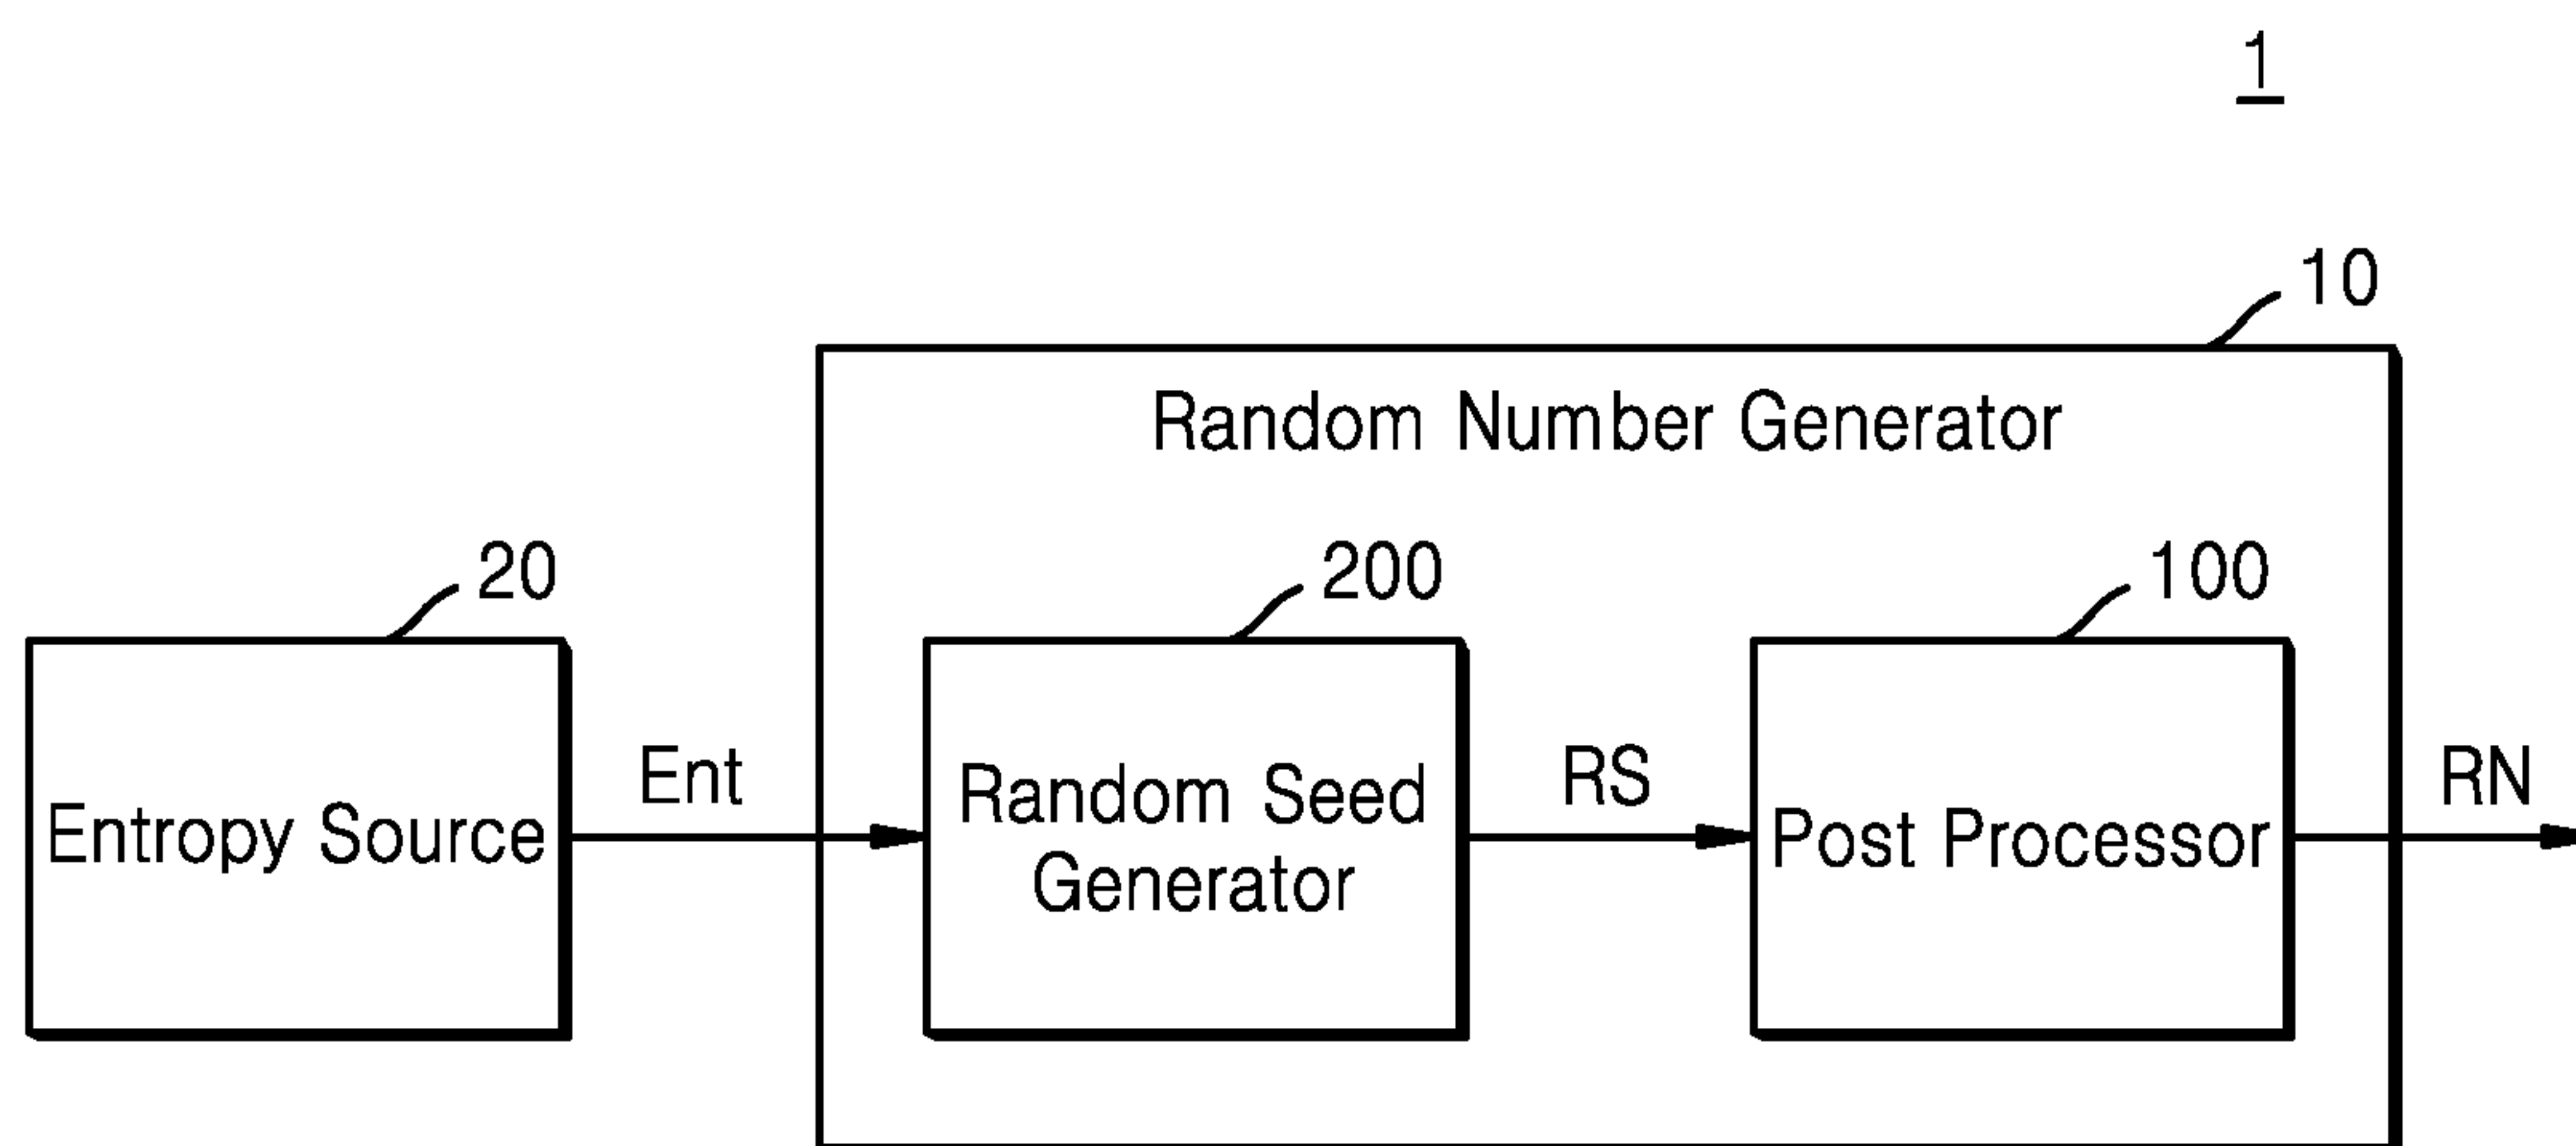 1
10
Random Number Generator
20
200
100
Ent
RS
RN
Entropy Source
Random Seed
Generator
Post Processor